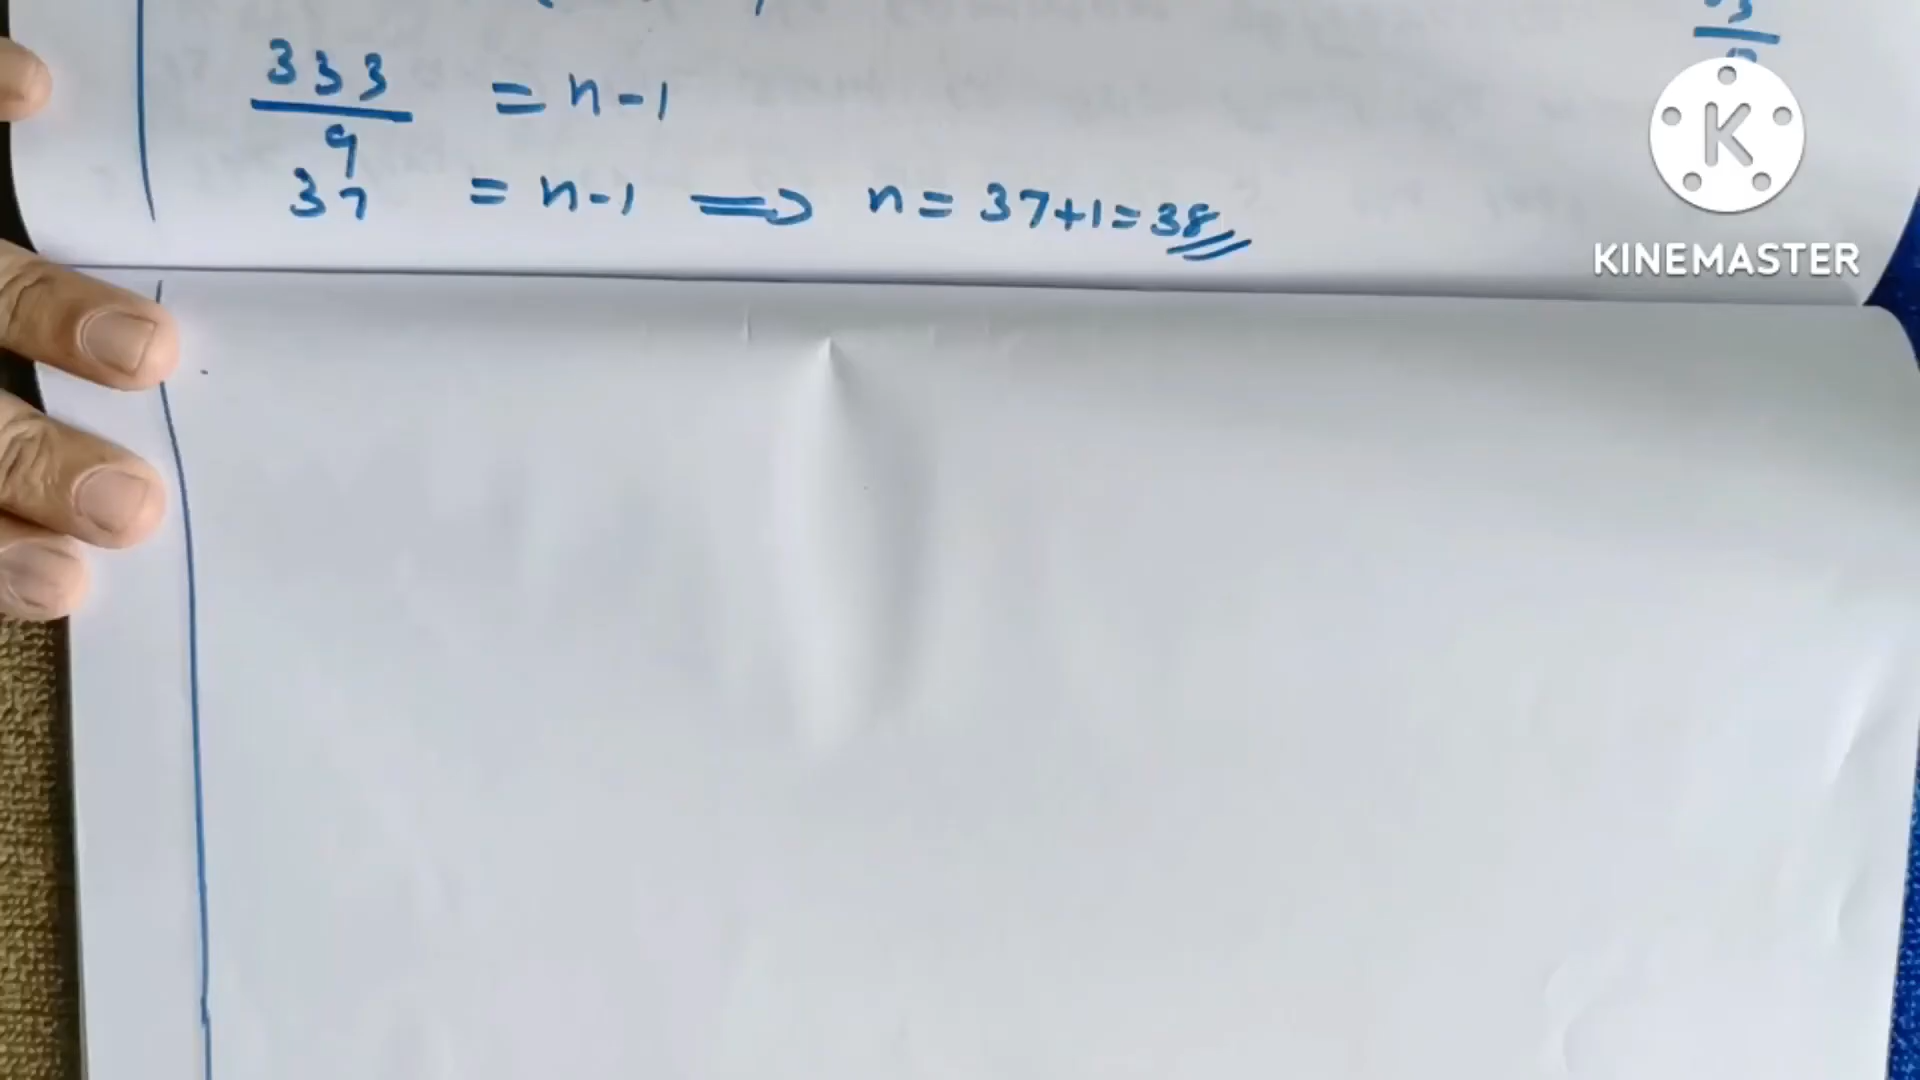 333
── = n-1
9
37 = n-1 ⟹ n = 37+1 = 38
K
KINEMASTER